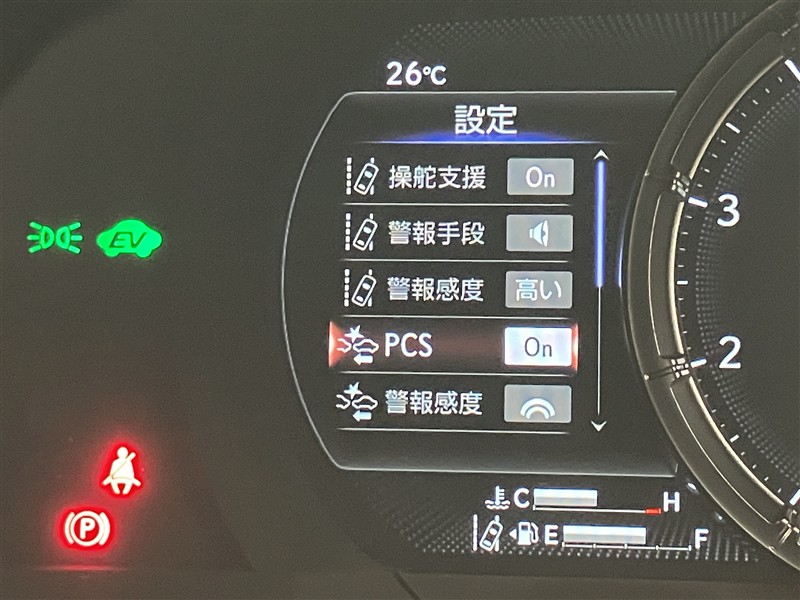 26℃
設定
操舵支援 On
警報手段
警報感度 高い
PCS On
警報感度
EV
3
2
P
C H
E F